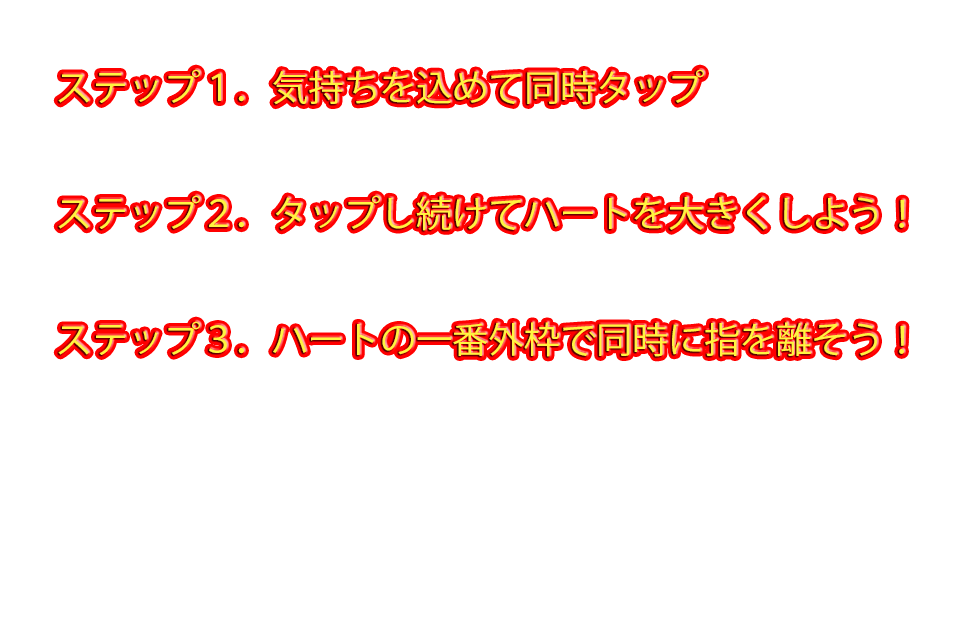 ステップ１．気持ちを込めて同時タップ
ステップ２．タップし続けてハートを大きくしよう！
ステップ３．ハートの一番外枠で同時に指を離そう！